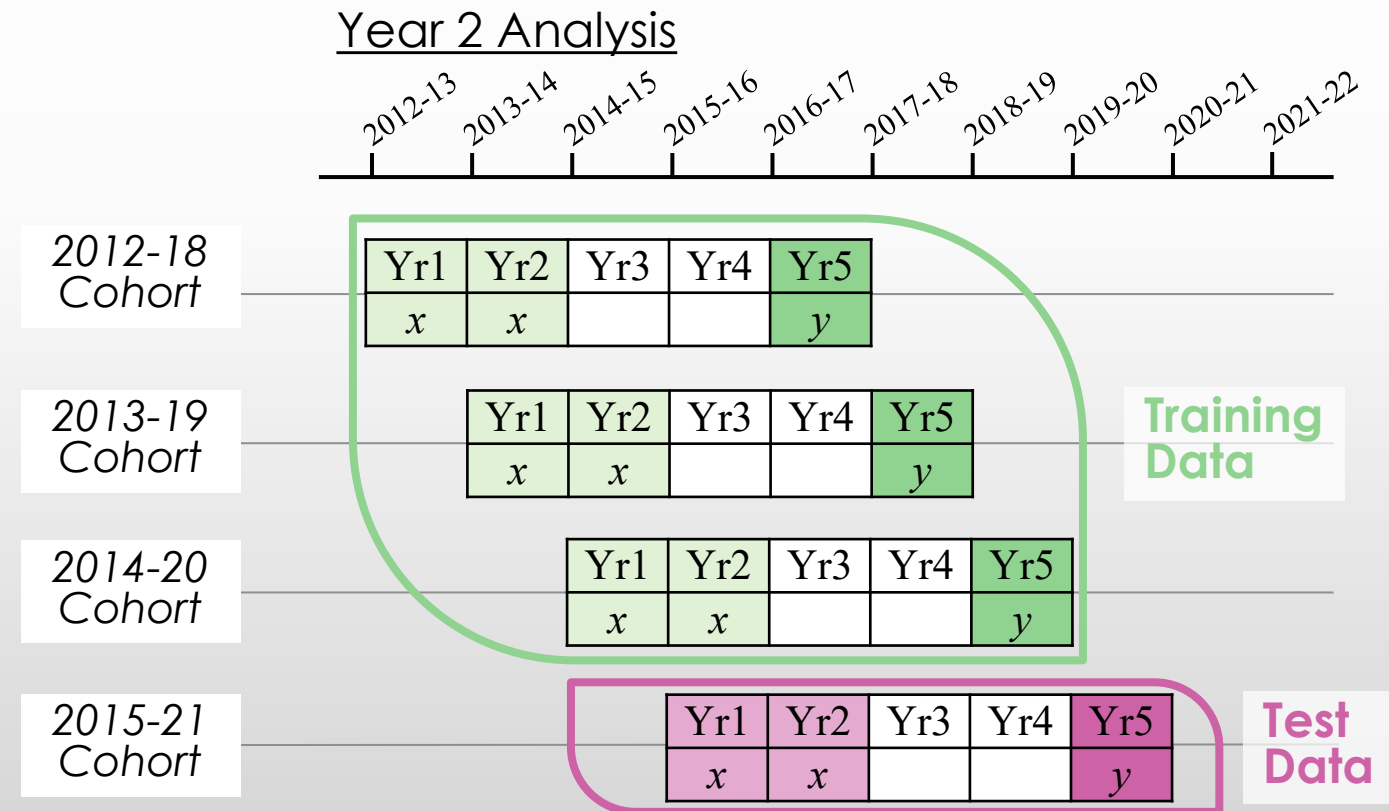 Year 2 Analysis
2012-13 2013-14 2014-15 2015-16 2016-17 2017-18 2018-19 2019-20 2020-21 2021-22
2012-18
Cohort
Yr1 Yr2 Yr3 Yr4 Yr5
x x y
2013-19
Cohort
Yr1 Yr2 Yr3 Yr4 Yr5
x x y
Training
Data
2014-20
Cohort
Yr1 Yr2 Yr3 Yr4 Yr5
x x y
2015-21
Cohort
Yr1 Yr2 Yr3 Yr4 Yr5
x x y
Test
Data